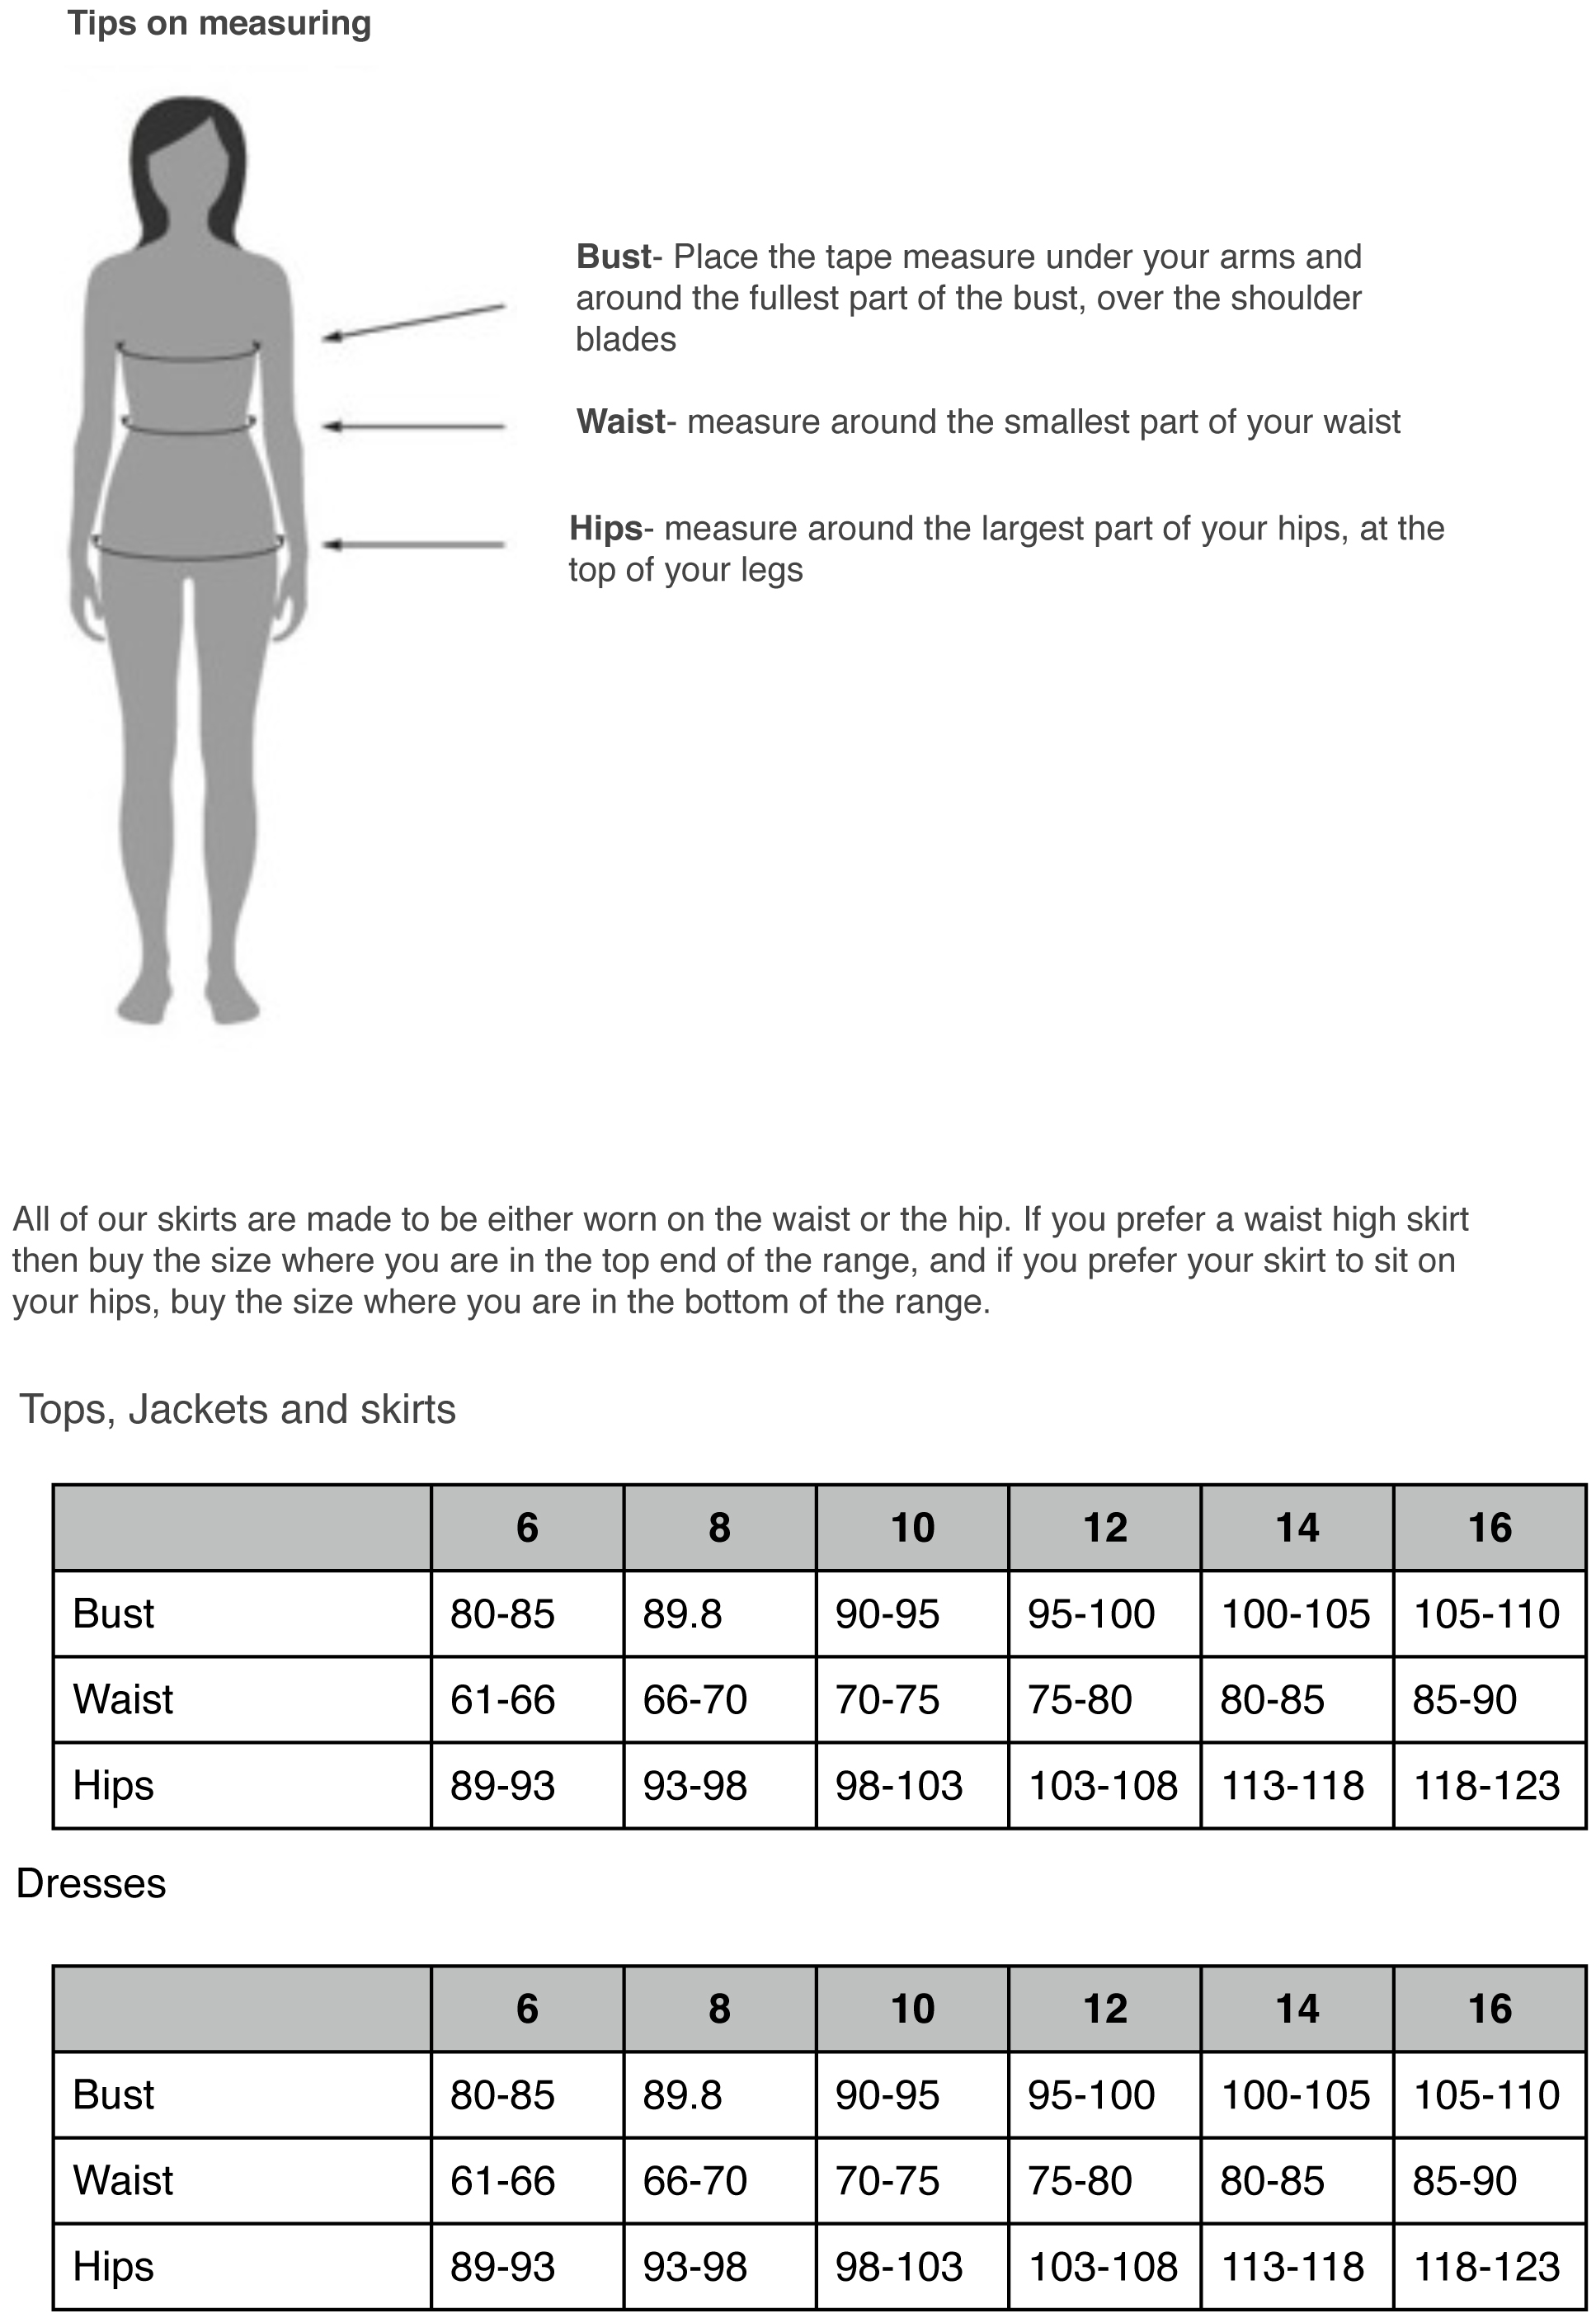 Tips on measuring
Bust- Place the tape measure under your arms and
around the fullest part of the bust, over the shoulder
blades
Waist- measure around the smallest part of your waist
Hips- measure around the largest part of your hips, at the
top of your legs
All of our skirts are made to be either worn on the waist or the hip. If you prefer a waist high skirt
then buy the size where you are in the top end of the range, and if you prefer your skirt to sit on
your hips, buy the size where you are in the bottom of the range.
Tops, Jackets and skirts
6 8 10 12 14 16
Bust 80-85 89.8 90-95 95-100 100-105 105-110
Waist 61-66 66-70 70-75 75-80 80-85 85-90
Hips 89-93 93-98 98-103 103-108 113-118 118-123
Dresses
6 8 10 12 14 16
Bust 80-85 89.8 90-95 95-100 100-105 105-110
Waist 61-66 66-70 70-75 75-80 80-85 85-90
Hips 89-93 93-98 98-103 103-108 113-118 118-123